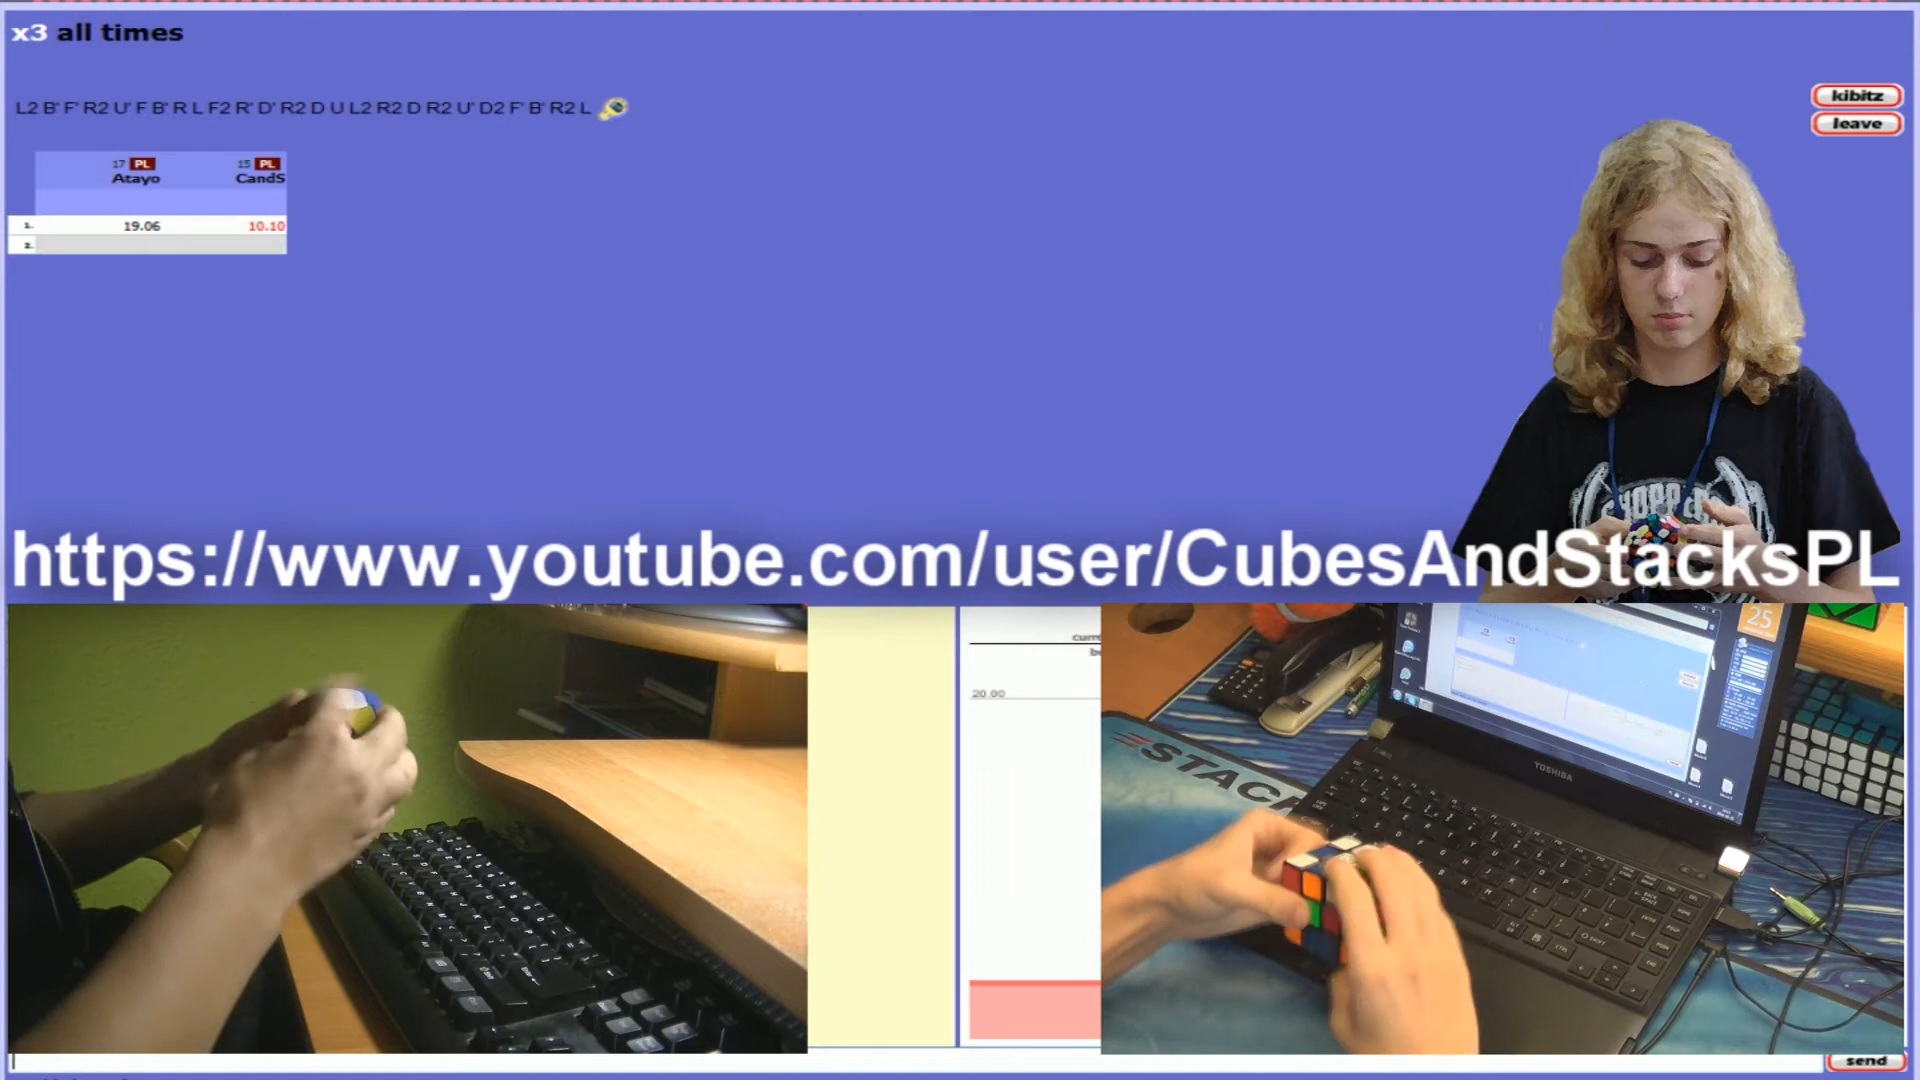 x3 all times
L2 B' F' R2 U' F B' R L F2 R' D' R2 D U L2 R2 D R2 U' D2 F' B' R2 L
kibitz
leave
17 PL 15 PL
Atayo CandS
1. 19.06 10.10
2.
CHOPPE
https://www.youtube.com/user/CubesAndStacksPL
20.00
25
STACK
TOSHIBA
send